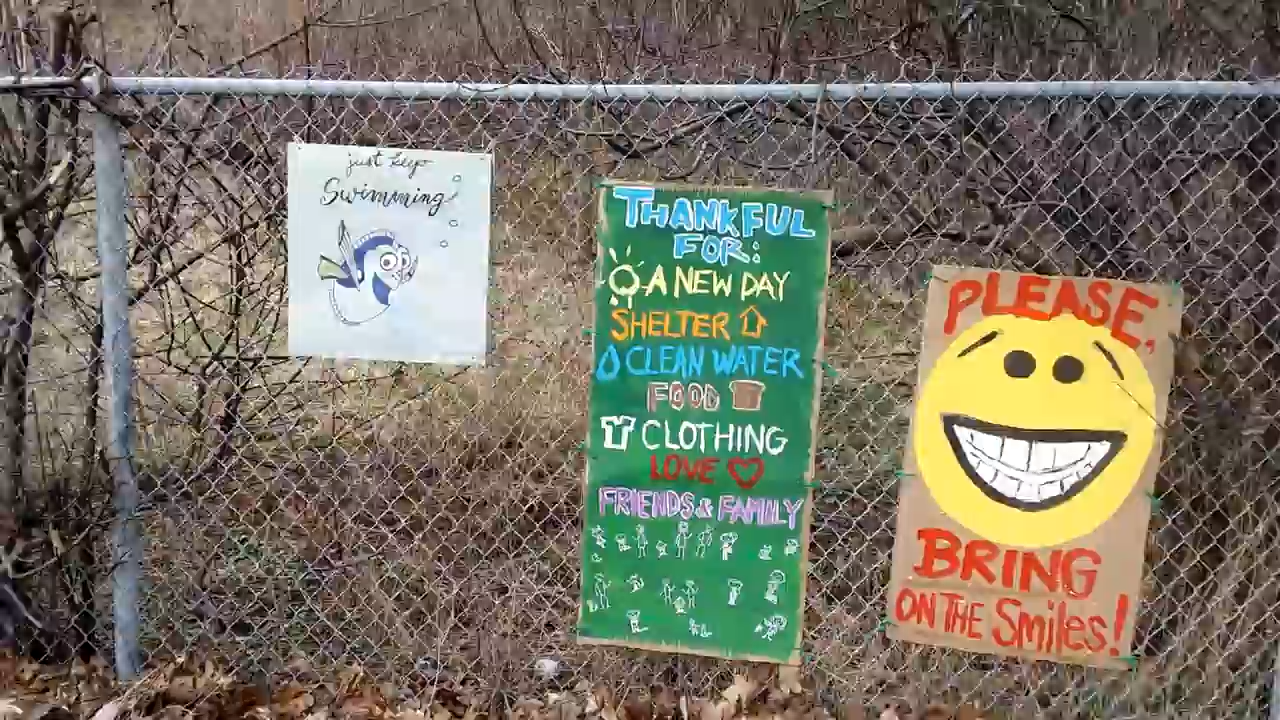 just keep
Swimming
THANKFUL
FOR:
A NEW DAY
SHELTER
CLEAN WATER
FOOD
CLOTHING
LOVE
FRIENDS & FAMILY
PLEASE,
BRING
ON THE Smiles!